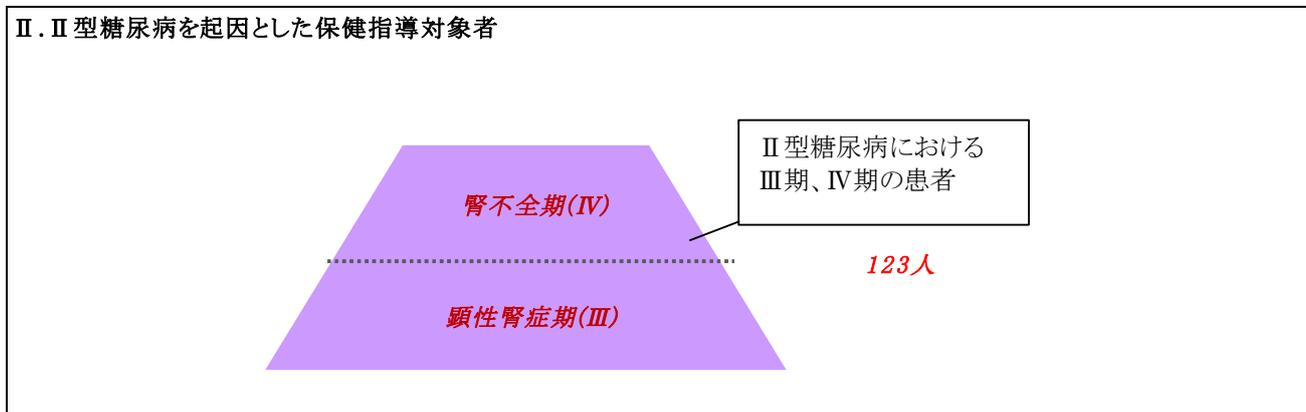 Ⅱ.Ⅱ型糖尿病を起因とした保健指導対象者
Ⅱ型糖尿病における
Ⅲ期、Ⅳ期の患者
腎不全期(Ⅳ)
123人
顕性腎症期(Ⅲ)